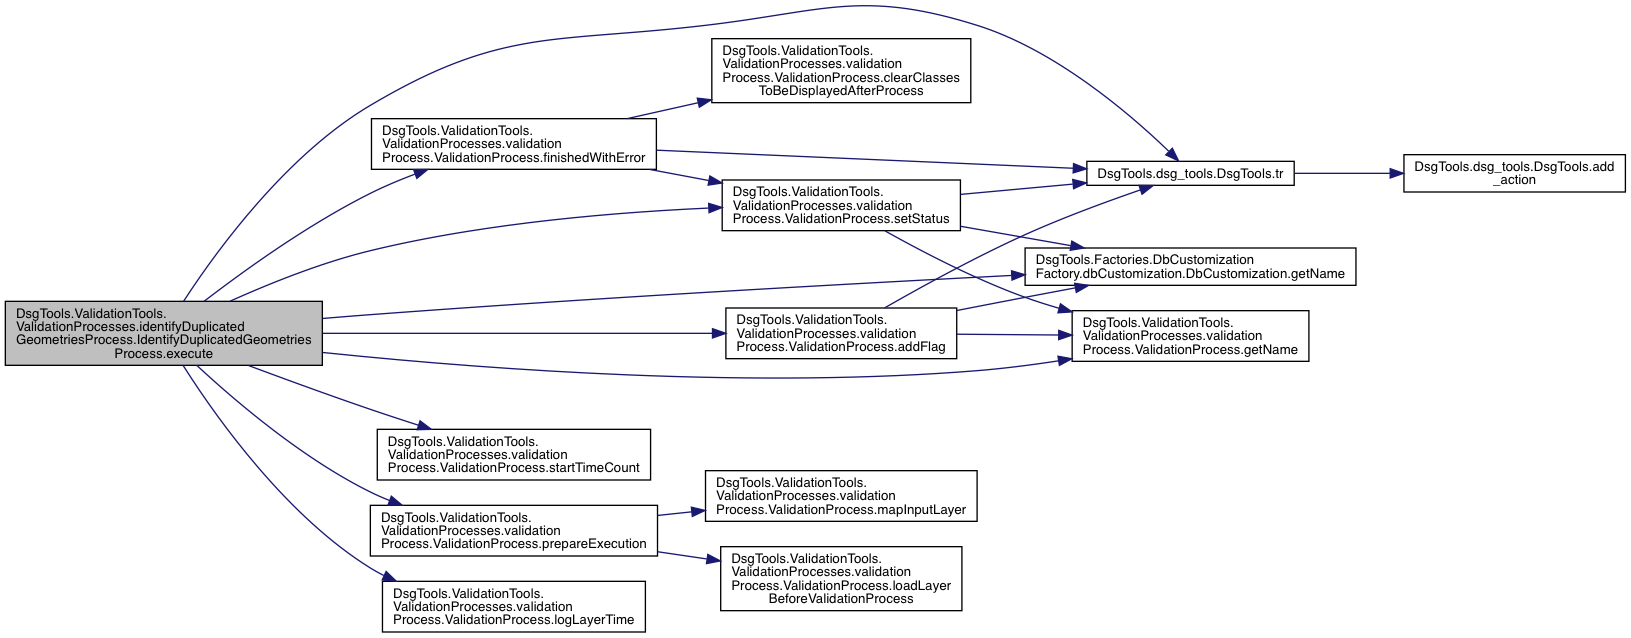 DsgTools.ValidationTools.
ValidationProcesses.identifyDuplicated
GeometriesProcess.IdentifyDuplicatedGeometries
Process.execute
DsgTools.ValidationTools.
ValidationProcesses.validation
Process.ValidationProcess.finishedWithError
DsgTools.ValidationTools.
ValidationProcesses.validation
Process.ValidationProcess.clearClasses
ToBeDisplayedAfterProcess
DsgTools.ValidationTools.
ValidationProcesses.validation
Process.ValidationProcess.setStatus
DsgTools.dsg_tools.DsgTools.tr
DsgTools.dsg_tools.DsgTools.add
_action
DsgTools.Factories.DbCustomization
Factory.dbCustomization.DbCustomization.getName
DsgTools.ValidationTools.
ValidationProcesses.validation
Process.ValidationProcess.addFlag
DsgTools.ValidationTools.
ValidationProcesses.validation
Process.ValidationProcess.getName
DsgTools.ValidationTools.
ValidationProcesses.validation
Process.ValidationProcess.startTimeCount
DsgTools.ValidationTools.
ValidationProcesses.validation
Process.ValidationProcess.prepareExecution
DsgTools.ValidationTools.
ValidationProcesses.validation
Process.ValidationProcess.mapInputLayer
DsgTools.ValidationTools.
ValidationProcesses.validation
Process.ValidationProcess.loadLayer
BeforeValidationProcess
DsgTools.ValidationTools.
ValidationProcesses.validation
Process.ValidationProcess.logLayerTime